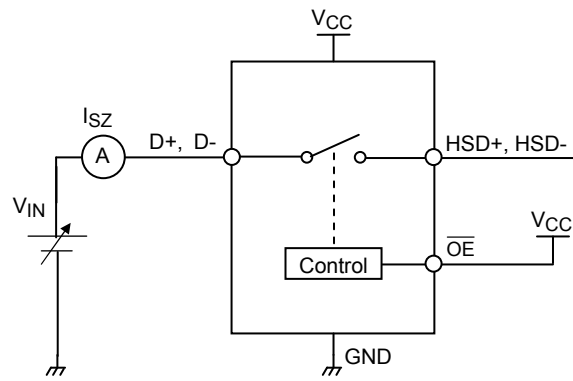 VCC
ISZ
A
D+, D-
HSD+, HSD-
VIN
VCC
OE
Control
GND